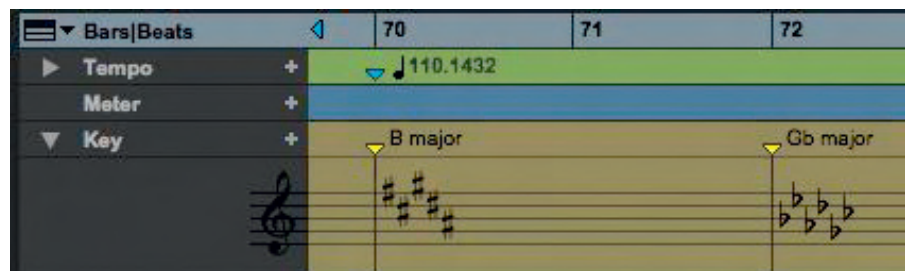 Bars|Beats 70 71 72
Tempo + ♩110.1432
Meter +
Key + B major Gb major